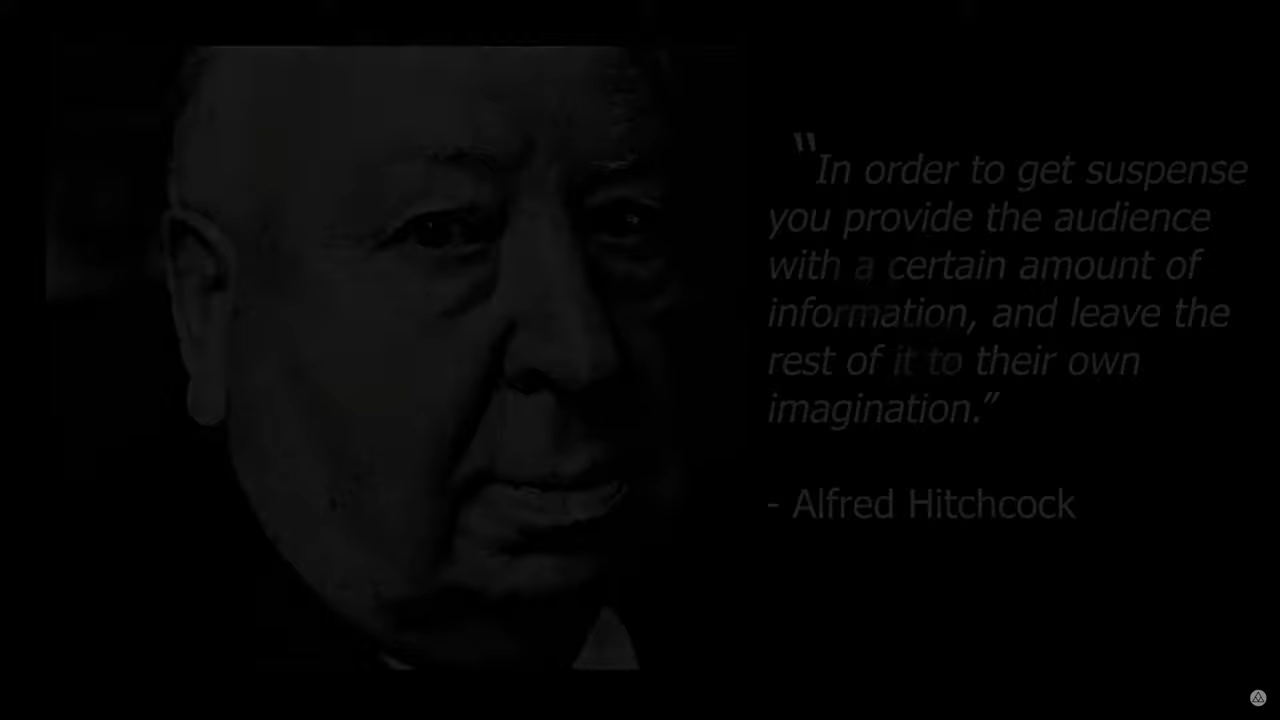 "In order to get suspense
you provide the audience
with a certain amount of
information, and leave the
rest of it to their own
imagination.”
- Alfred Hitchcock